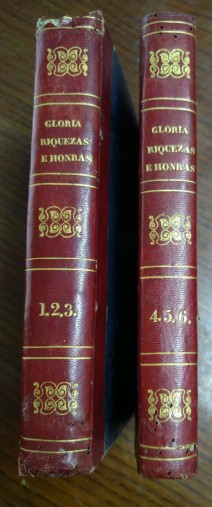 GLORIA
RIQUEZAS
E HONRAS
1.2.3.
GLORIA
RIQUEZAS
E HONRAS
4.5.6.